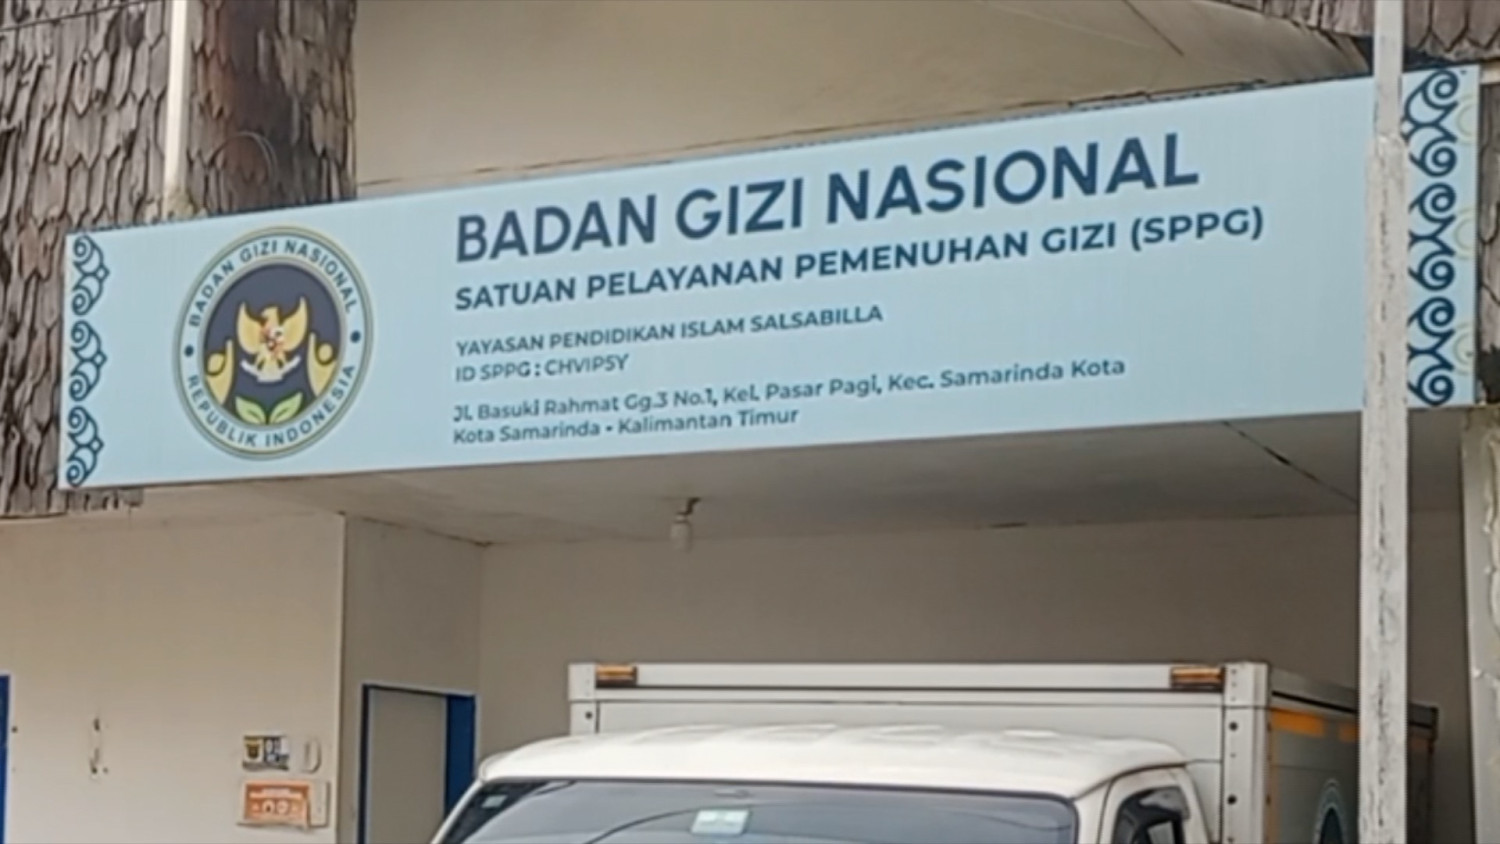 BADAN GIZI NASIONAL
REPUBLIK INDONESIA
BADAN GIZI NASIONAL
SATUAN PELAYANAN PEMENUHAN GIZI (SPPG)
YAYASAN PENDIDIKAN ISLAM SALSABILLA
ID SPPG : CHVIPSY
Jl. Basuki Rahmat Gg.3 No.1, Kel. Pasar Pagi, Kec. Samarinda Kota
Kota Samarinda - Kalimantan Timur